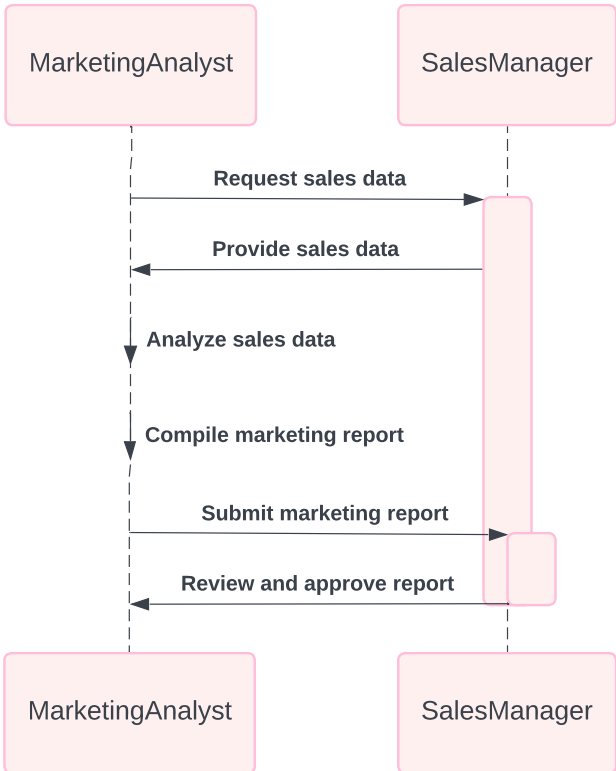 MarketingAnalyst
SalesManager
Request sales data
Provide sales data
Analyze sales data
Compile marketing report
Submit marketing report
Review and approve report
MarketingAnalyst
SalesManager